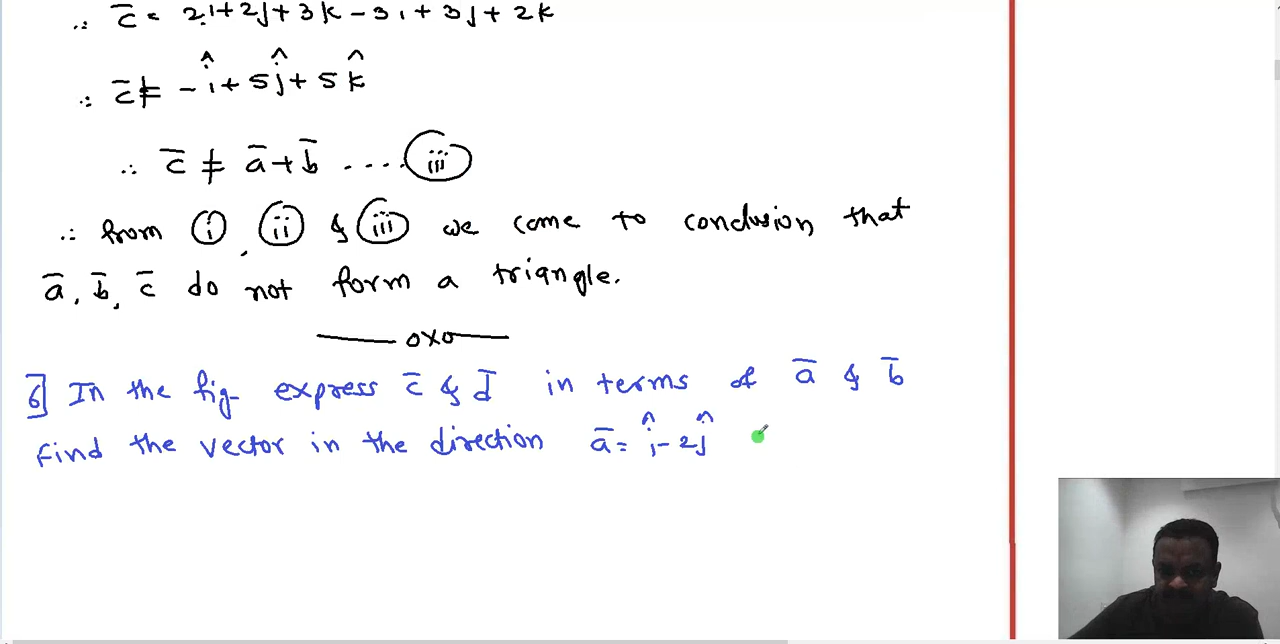 ∴ c̄ = 2i+2j+3k-3i+3j+2k
∴ c̄ ≠ -î+5ĵ+5k̂
∴ c̄ ≠ ā+b̄ ....(iii)
∴ from (i), (ii) & (iii) we come to conclusion that
ā, b̄, c̄ do not form a triangle.
oxo
6] In the fig. express c̄ & d̄ in terms of ā & b̄
Find the vector in the direction ā = î-2ĵ